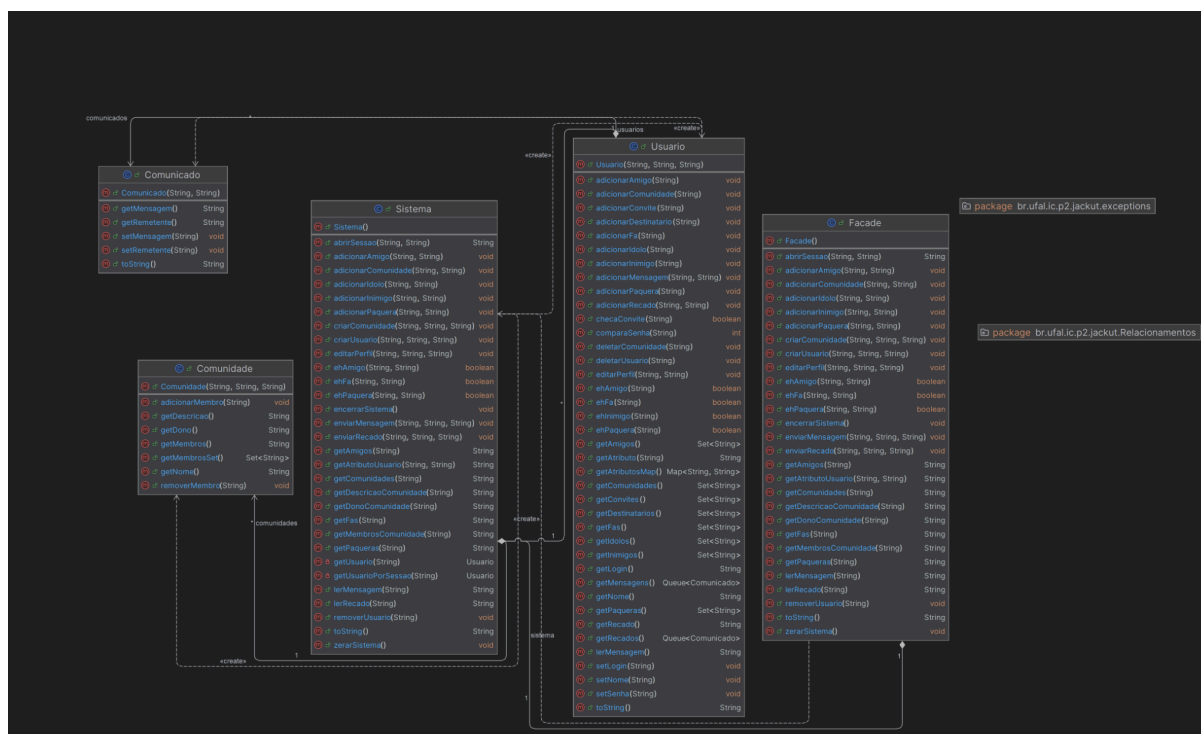 comunicados
*
1
usuarios
«create»
«create»
Comunicado
Comunicado(String, String)
getMensagem() String
getRemetente() String
setMensagem(String) void
setRemetente(String) void
toString() String
Sistema
Sistema()
abrirSessao(String, String) String
adicionarAmigo(String, String) void
adicionarComunidade(String, String) void
adicionarIdolo(String, String) void
adicionarInimigo(String, String) void
adicionarPaquera(String, String) void
criarComunidade(String, String, String) void
criarUsuario(String, String, String) void
editarPerfil(String, String, String) void
ehAmigo(String, String) boolean
ehFa(String, String) boolean
ehPaquera(String, String) boolean
encerrarSistema() void
enviarMensagem(String, String, String) void
enviarRecado(String, String, String) void
getAmigos(String) String
getAtributoUsuario(String, String) String
getComunidades(String) String
getDescricaoComunidade(String) String
getDonoComunidade(String) String
getFas(String) String
getMembrosComunidade(String) String
getPaqueras(String) String
getUsuario(String) Usuario
getUsuarioPorSessao(String) Usuario
lerMensagem(String) String
lerRecado(String) String
removerUsuario(String) void
toString() String
zerarSistema() void
Comunidade
Comunidade(String, String, String)
adicionarMembro(String) void
getDescricao() String
getDono() String
getMembros() String
getMembrosSet() Set<String>
getNome() String
removerMembro(String) void
* comunidades
«create»
1
«create»
1
*
sistema
1
Usuario
Usuario(String, String, String)
adicionarAmigo(String) void
adicionarComunidade(String) void
adicionarConvite(String) void
adicionarDestinatario(String) void
adicionarFa(String) void
adicionarIdolo(String) void
adicionarInimigo(String) void
adicionarMensagem(String, String) void
adicionarPaquera(String) void
adicionarRecado(String, String) void
checaConvite(String) boolean
comparaSenha(String) int
deletarComunidade(String) void
deletarUsuario(String) void
editarPerfil(String, String) void
ehAmigo(String) boolean
ehFa(String) boolean
ehInimigo(String) boolean
ehPaquera(String) boolean
getAmigos() Set<String>
getAtributo(String) String
getAtributosMap() Map<String, String>
getComunidades() Set<String>
getConvites() Set<String>
getDestinatarios() Set<String>
getFas() Set<String>
getIdolos() Set<String>
getInimigos() Set<String>
getLogin() String
getMensagens() Queue<Comunicado>
getNome() String
getPaqueras() Set<String>
getRecado() String
getRecados() Queue<Comunicado>
lerMensagem() String
setLogin(String) void
setNome(String) void
setSenha(String) void
toString() String
Facade
Facade()
abrirSessao(String, String) String
adicionarAmigo(String, String) void
adicionarComunidade(String, String) void
adicionarIdolo(String, String) void
adicionarInimigo(String, String) void
adicionarPaquera(String, String) void
criarComunidade(String, String, String) void
criarUsuario(String, String, String) void
editarPerfil(String, String, String) void
ehAmigo(String, String) boolean
ehFa(String, String) boolean
ehPaquera(String, String) boolean
encerrarSistema() void
enviarMensagem(String, String, String) void
enviarRecado(String, String, String) void
getAmigos(String) String
getAtributoUsuario(String, String) String
getComunidades(String) String
getDescricaoComunidade(String) String
getDonoComunidade(String) String
getFas(String) String
getMembrosComunidade(String) String
getPaqueras(String) String
lerMensagem(String) String
lerRecado(String) String
removerUsuario(String) void
toString() String
zerarSistema() void
1
package br.ufal.ic.p2.jackut.exceptions
package br.ufal.ic.p2.jackut.Relacionamentos